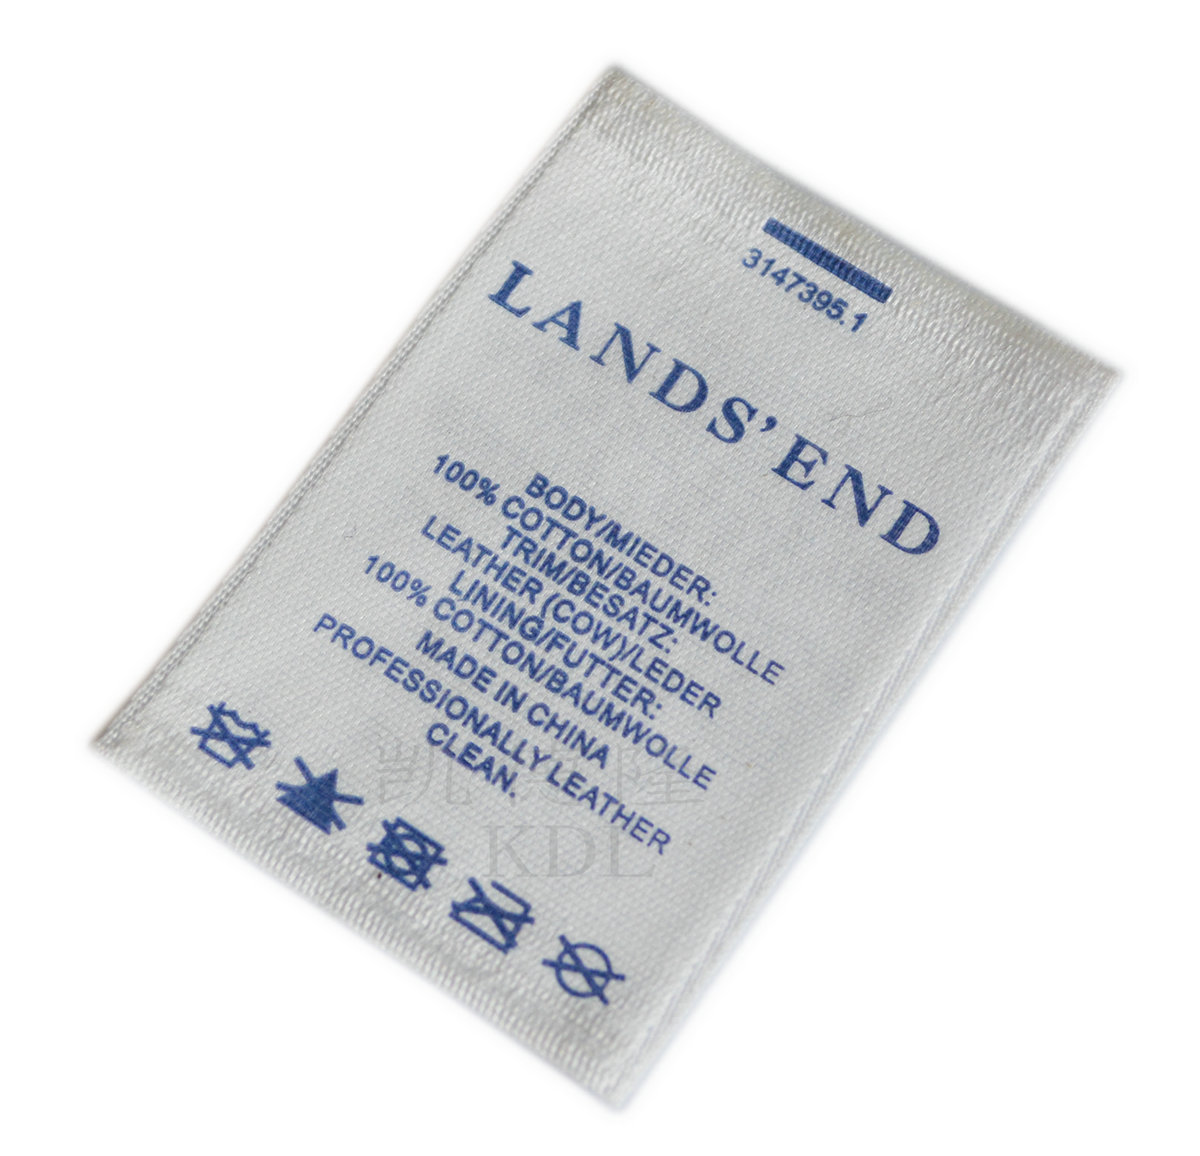 3147395.1
LANDS' END
BODY/MIEDER:
100% COTTON/BAUMWOLLE
TRIM/BESATZ:
LEATHER (COW)/LEDER
LINING/FUTTER:
100% COTTON/BAUMWOLLE
MADE IN CHINA
PROFESSIONALLY LEATHER
CLEAN.
KDL